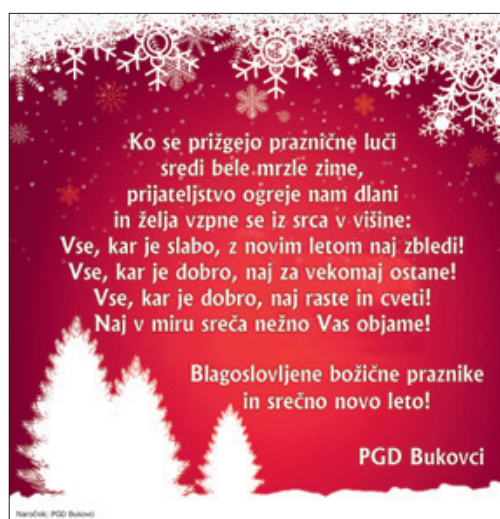 Ko se prižgejo praznične luči
sredi bele mrzle zime,
prijateljstvo ogreje nam dlani
in želja vzpne se iz srca v višine:
Vse, kar je slabo, z novim letom naj zbledi!
Vse, kar je dobro, naj za vekomaj ostane!
Vse, kar je dobro, naj raste in cveti!
Naj v miru sreča nežno Vas objame!
Blagoslovljene božične praznike
in srečno novo leto!
PGD Bukovci
Naročnik: PGD Bukovci